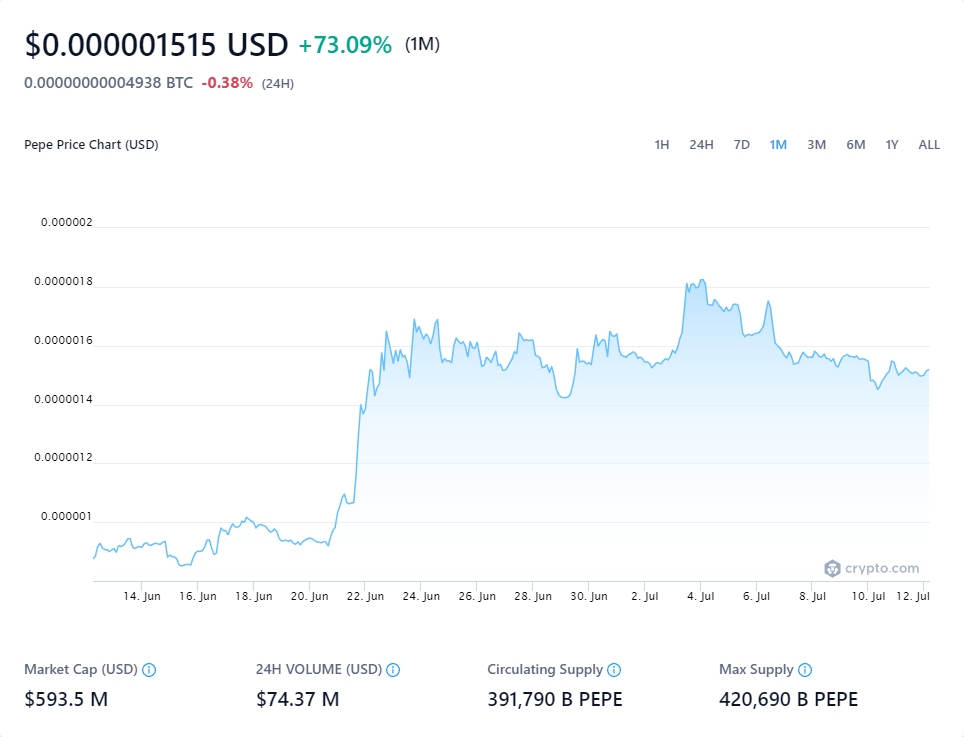 $0.000001515 USD +73.09% (1M)
0.00000000004938 BTC -0.38% (24H)
Pepe Price Chart (USD) 1H 24H 7D 1M 3M 6M 1Y ALL
0.000002
0.0000018
0.0000016
0.0000014
0.0000012
0.000001
crypto.com
14. Jun 16. Jun 18. Jun 20. Jun 22. Jun 24. Jun 26. Jun 28. Jun 30. Jun 2. Jul 4. Jul 6. Jul 8. Jul 10. Jul 12. Jul
Market Cap (USD) 24H VOLUME (USD) Circulating Supply Max Supply
$593.5 M $74.37 M 391,790 B PEPE 420,690 B PEPE